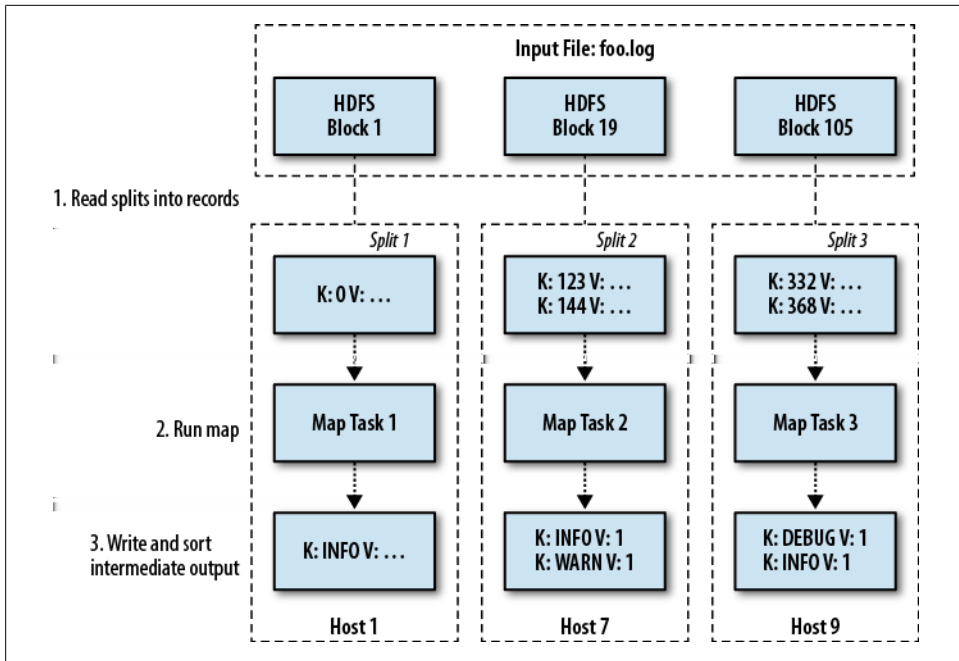 Input File: foo.log
HDFS
Block 1
HDFS
Block 19
HDFS
Block 105
1. Read splits into records
Split 1
K: 0 V: . . .
Split 2
K: 123 V: . . .
K: 144 V: . . .
Split 3
K: 332 V: . . .
K: 368 V: . . .
2. Run map
Map Task 1
Map Task 2
Map Task 3
3. Write and sort
intermediate output
K: INFO V: . . .
K: INFO V: 1
K: WARN V: 1
K: DEBUG V: 1
K: INFO V: 1
Host 1
Host 7
Host 9